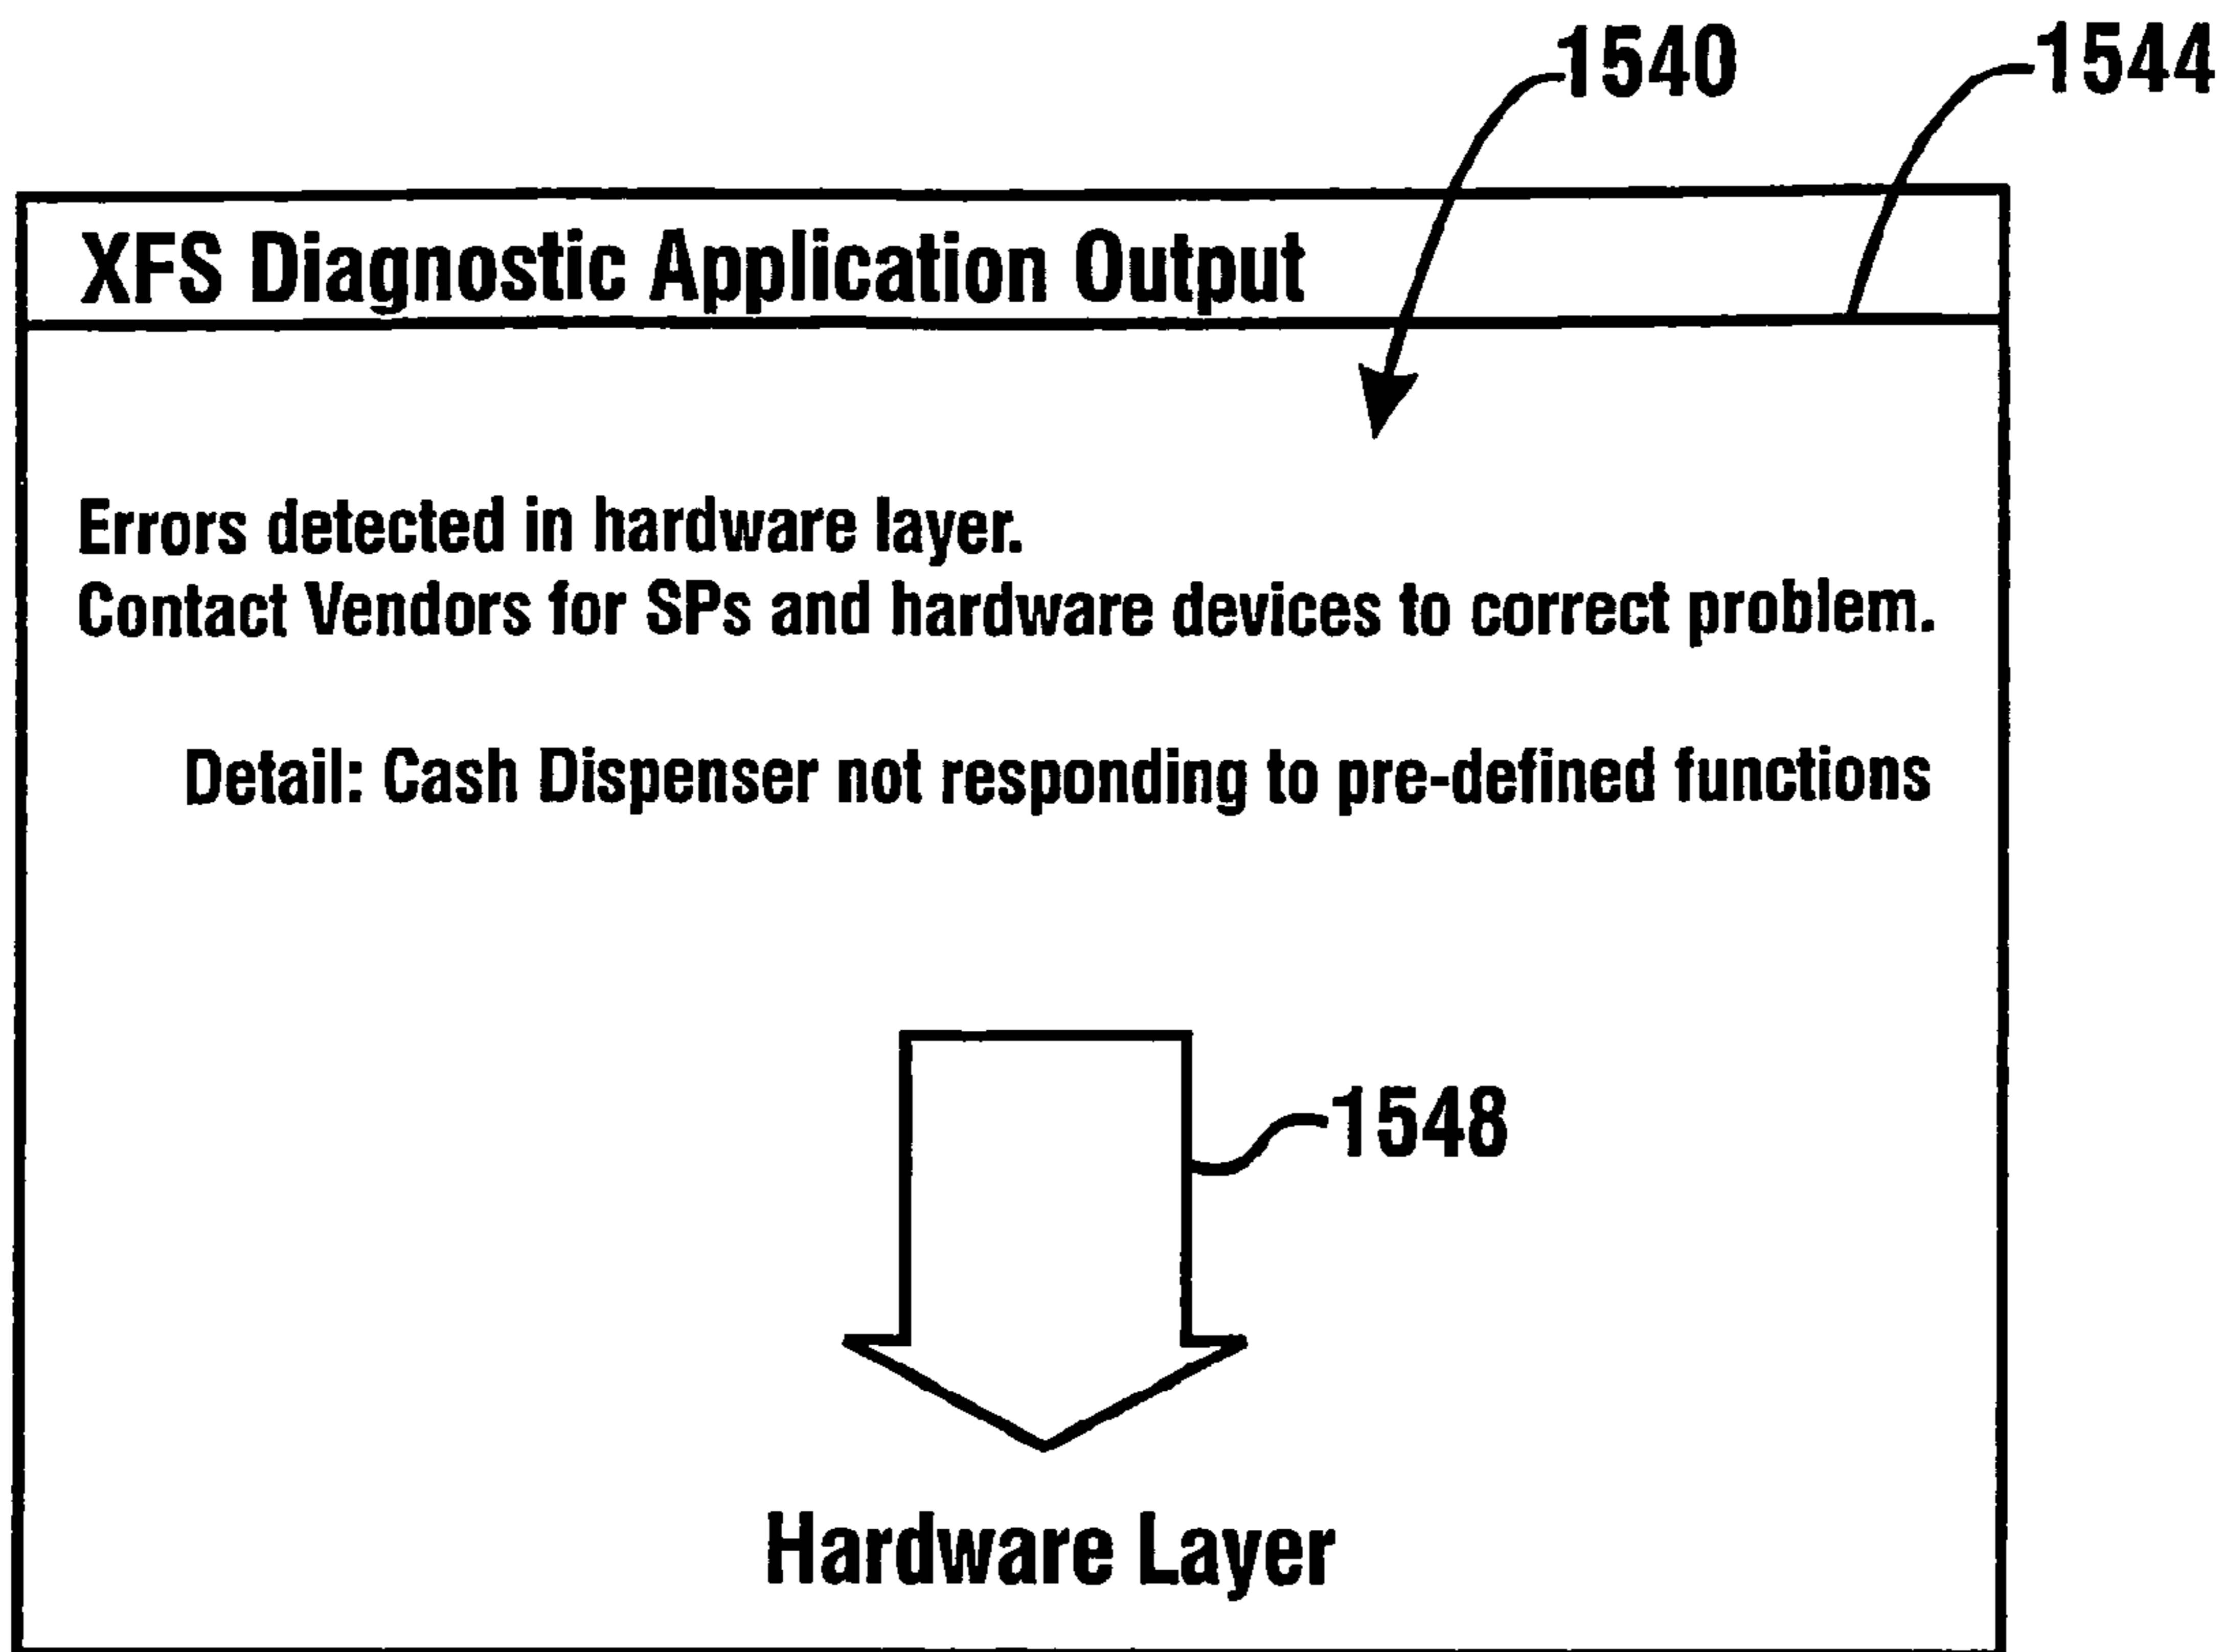 1540
1544
XFS Diagnostic Application Output
Errors detected in hardware layer.
Contact Vendors for SPs and hardware devices to correct problem.
Detail: Cash Dispenser not responding to pre-defined functions
1548
Hardware Layer